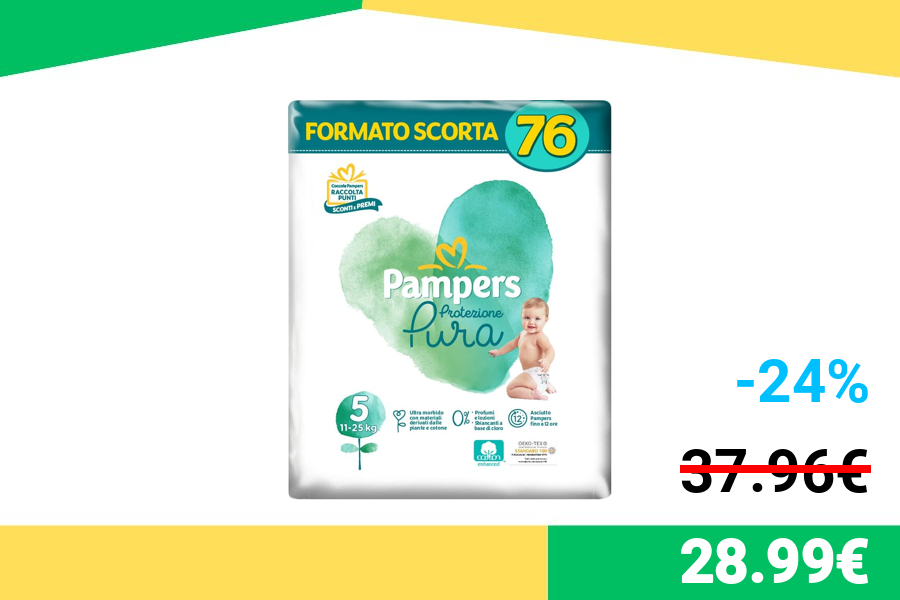 FORMATO SCORTA
76
Coccole Pampers
RACCOLTA
PUNTI
SCONTI e PREMI
Pampers
Protezione
Pura
5
11-25 kg
Ultra morbido
con materiali
derivati dalle
piante e cotone
0%
• Profumi
e lozioni
• Sbiancanti a
base di cloro
12
Asciutto
Pampers
fino a 12 ore
cotton
enhanced
OEKO-TEX®
STANDARD 100
-24%
37.96€
28.99€